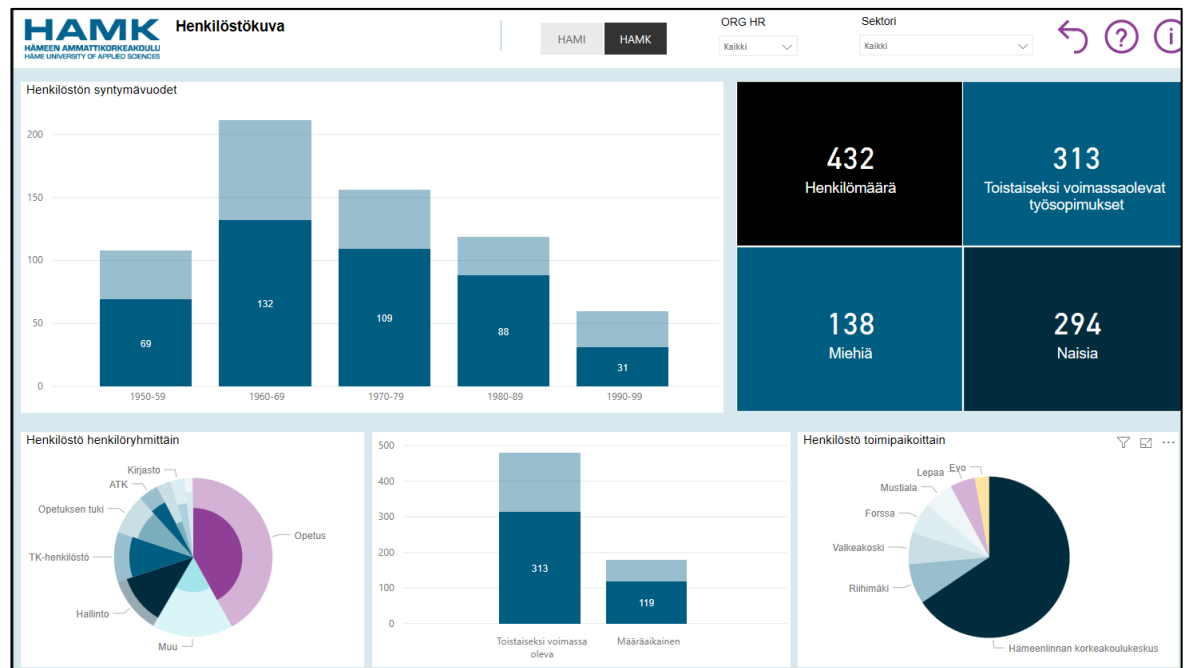 HAMK
HÄMEEN AMMATTIKORKEAKOULU
HÄME UNIVERSITY OF APPLIED SCIENCES
Henkilöstökuva
HAMI
HAMK
ORG HR
Kaikki
Sektori
Kaikki
?
i
Henkilöstön syntymävuodet
200
150
100
50
0
69
132
109
88
31
1950-59
1960-69
1970-79
1980-89
1990-99
432
Henkilömäärä
313
Toistaiseksi voimassaolevat
työsopimukset
138
Miehiä
294
Naisia
Henkilöstö henkilöryhmittäin
Kirjasto
ATK
Opetuksen tuki
TK-henkilöstö
Hallinto
Muu
Opetus
500
400
300
200
100
0
313
119
Toistaiseksi voimassa
oleva
Määräaikainen
Henkilöstö toimipaikoittain
Evo
Lepaa
Mustiala
Forssa
Valkeakoski
Riihimäki
Hämeenlinnan korkeakoulukeskus